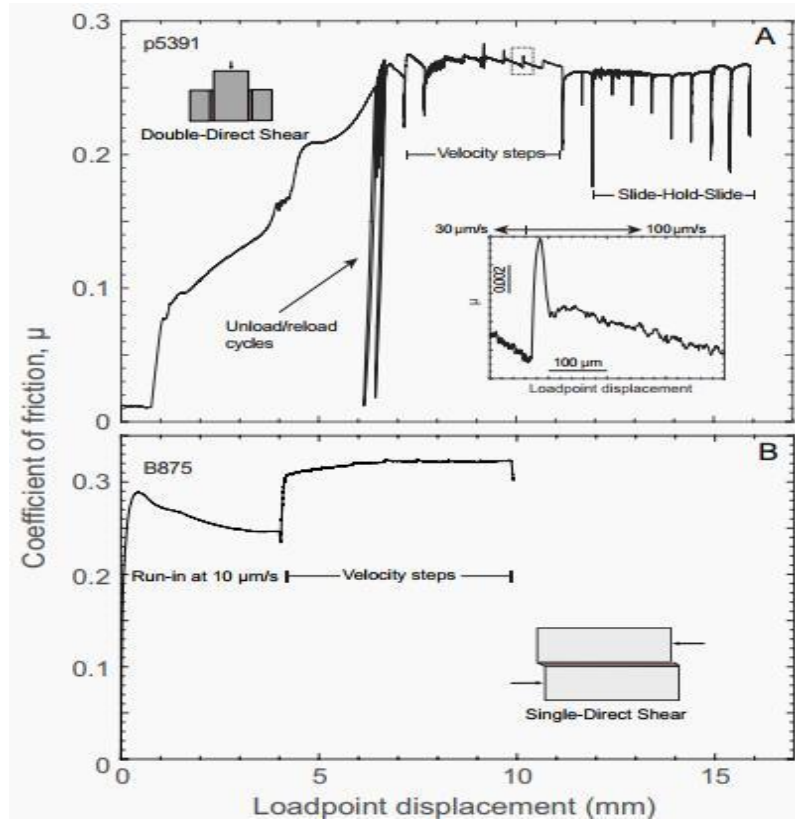 0.3
p5391
A
Double-Direct Shear
0.2
Velocity steps
Slide-Hold-Slide
30 µm/s
100µm/s
0.002
µ
100 µm
Loadpoint displacement
0.1
Unload/reload
cycles
0
Coefficient of friction, µ
B875
B
0.3
Run-in at 10 µm/s
Velocity steps
0.2
0.1
Single-Direct Shear
0
0
5
10
15
Loadpoint displacement (mm)